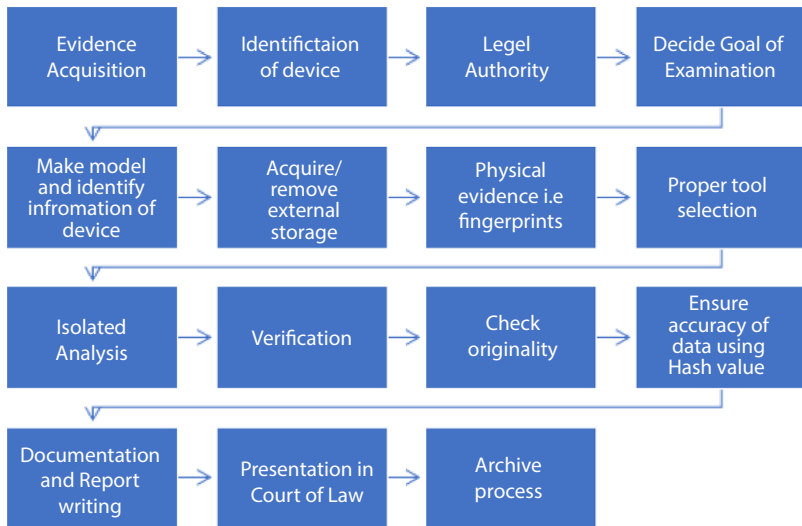 Evidence
Acquisition
Identifictaion
of device
Legel
Authority
Decide Goal of
Examination
Make model
and identify
infromation of
device
Acquire/
remove
external
storage
Physical
evidence i.e
fingerprints
Proper tool
selection
Isolated
Analysis
Verification
Check
originality
Ensure
accuracy of
data using
Hash value
Documentation
and Report
writing
Presentation in
Court of Law
Archive
process